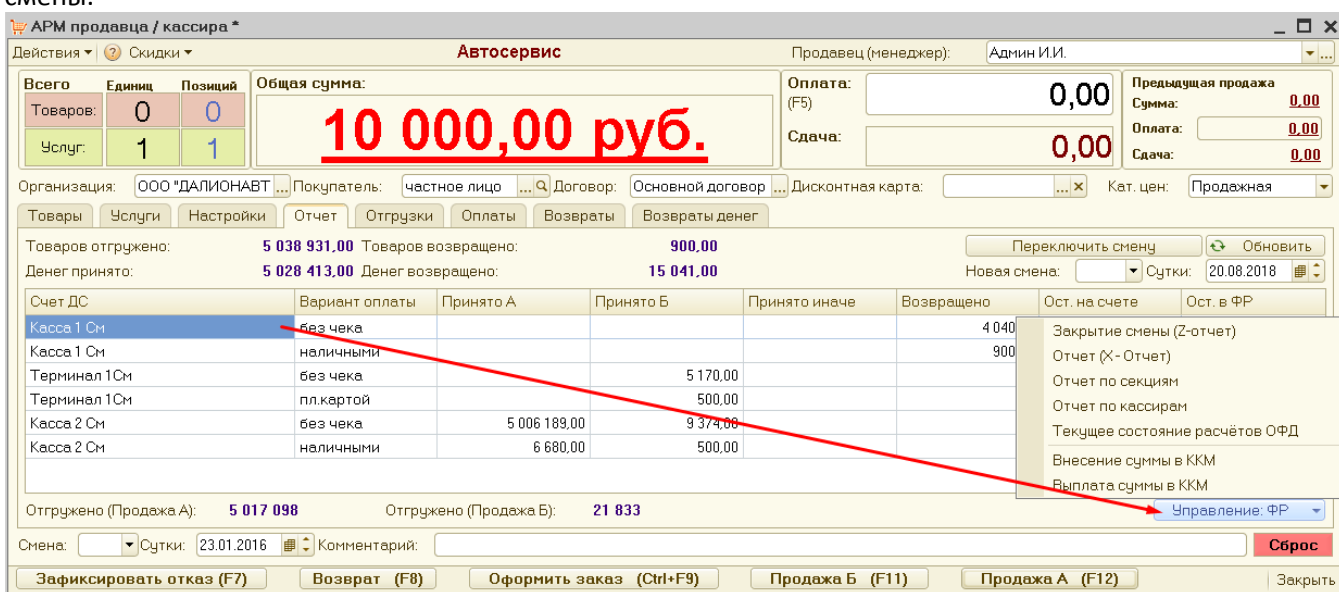 смены.
АРМ продавца / кассира *
Действия Скидки Автосервис Продавец (менеджер): Админ И.И.
Всего Единиц Позиций Общая сумма: Оплата: 0,00 Предыдущая продажа
Товаров: 0 0 (F5) Сумма: 0,00
10 000,00 руб. Оплата: 0,00
Услуг: 1 1 Сдача: 0,00 Сдача: 0,00
Организация: ООО "ДАЛИОНАВТ ... Покупатель: частное лицо ... Договор: Основной договор ... Дисконтная карта: ... × Кат. цен: Продажная
Товары Услуги Настройки Отчет Отгрузки Оплаты Возвраты Возвраты денег
Товаров отгружено: 5 038 931,00 Товаров возвращено: 900,00 Переключить смену Обновить
Денег принято: 5 028 413,00 Денег возвращено: 15 041,00 Новая смена: Сутки: 20.08.2018
Счет ДС Вариант оплаты Принято А Принято Б Принято иначе Возвращено Ост. на счете Ост. в ФР
Касса 1 См без чека 4 040 Закрытие смены (Z-отчет)
Касса 1 См наличными 900 Отчет (X- Отчет)
Терминал 1См без чека 5 170,00 Отчет по секциям
Терминал 1См пл.картой 500,00 Отчет по кассирам
Касса 2 См без чека 5 006 189,00 9 374,00 Текущее состояние расчётов ОФД
Касса 2 См наличными 6 680,00 500,00 Внесение суммы в ККМ
Выплата суммы в ККМ
Отгружено (Продажа А): 5 017 098 Отгружено (Продажа Б): 21 833 Управление: ФР
Смена: Сутки: 23.01.2016 Комментарий: Сброс
Зафиксировать отказ (F7) Возврат (F8) Оформить заказ (Ctrl+F9) Продажа Б (F11) Продажа А (F12) Закрыть